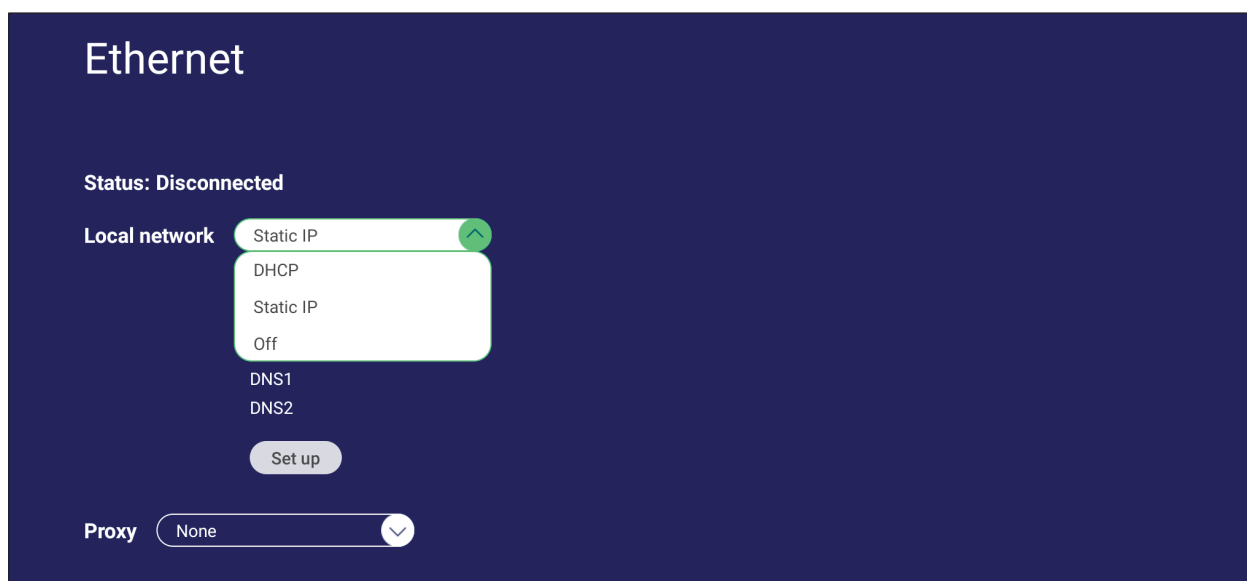 Ethernet
Status: Disconnected
Local network Static IP
DHCP
Static IP
Off
DNS1
DNS2
Set up
Proxy None